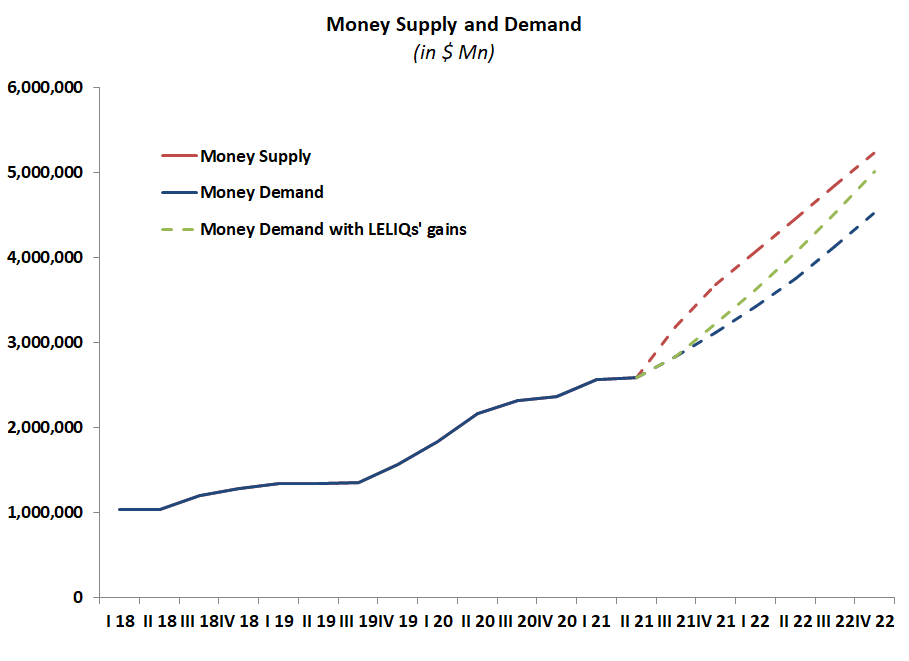 Money Supply and Demand
(in $ Mn)
6,000,000
5,000,000
4,000,000
3,000,000
2,000,000
1,000,000
0
Money Supply
Money Demand
Money Demand with LELIQs' gains
I 18 II 18 III 18 IV 18 I 19 II 19 III 19 IV 19 I 20 II 20 III 20 IV 20 I 21 II 21 III 21 IV 21 I 22 II 22 III 22 IV 22